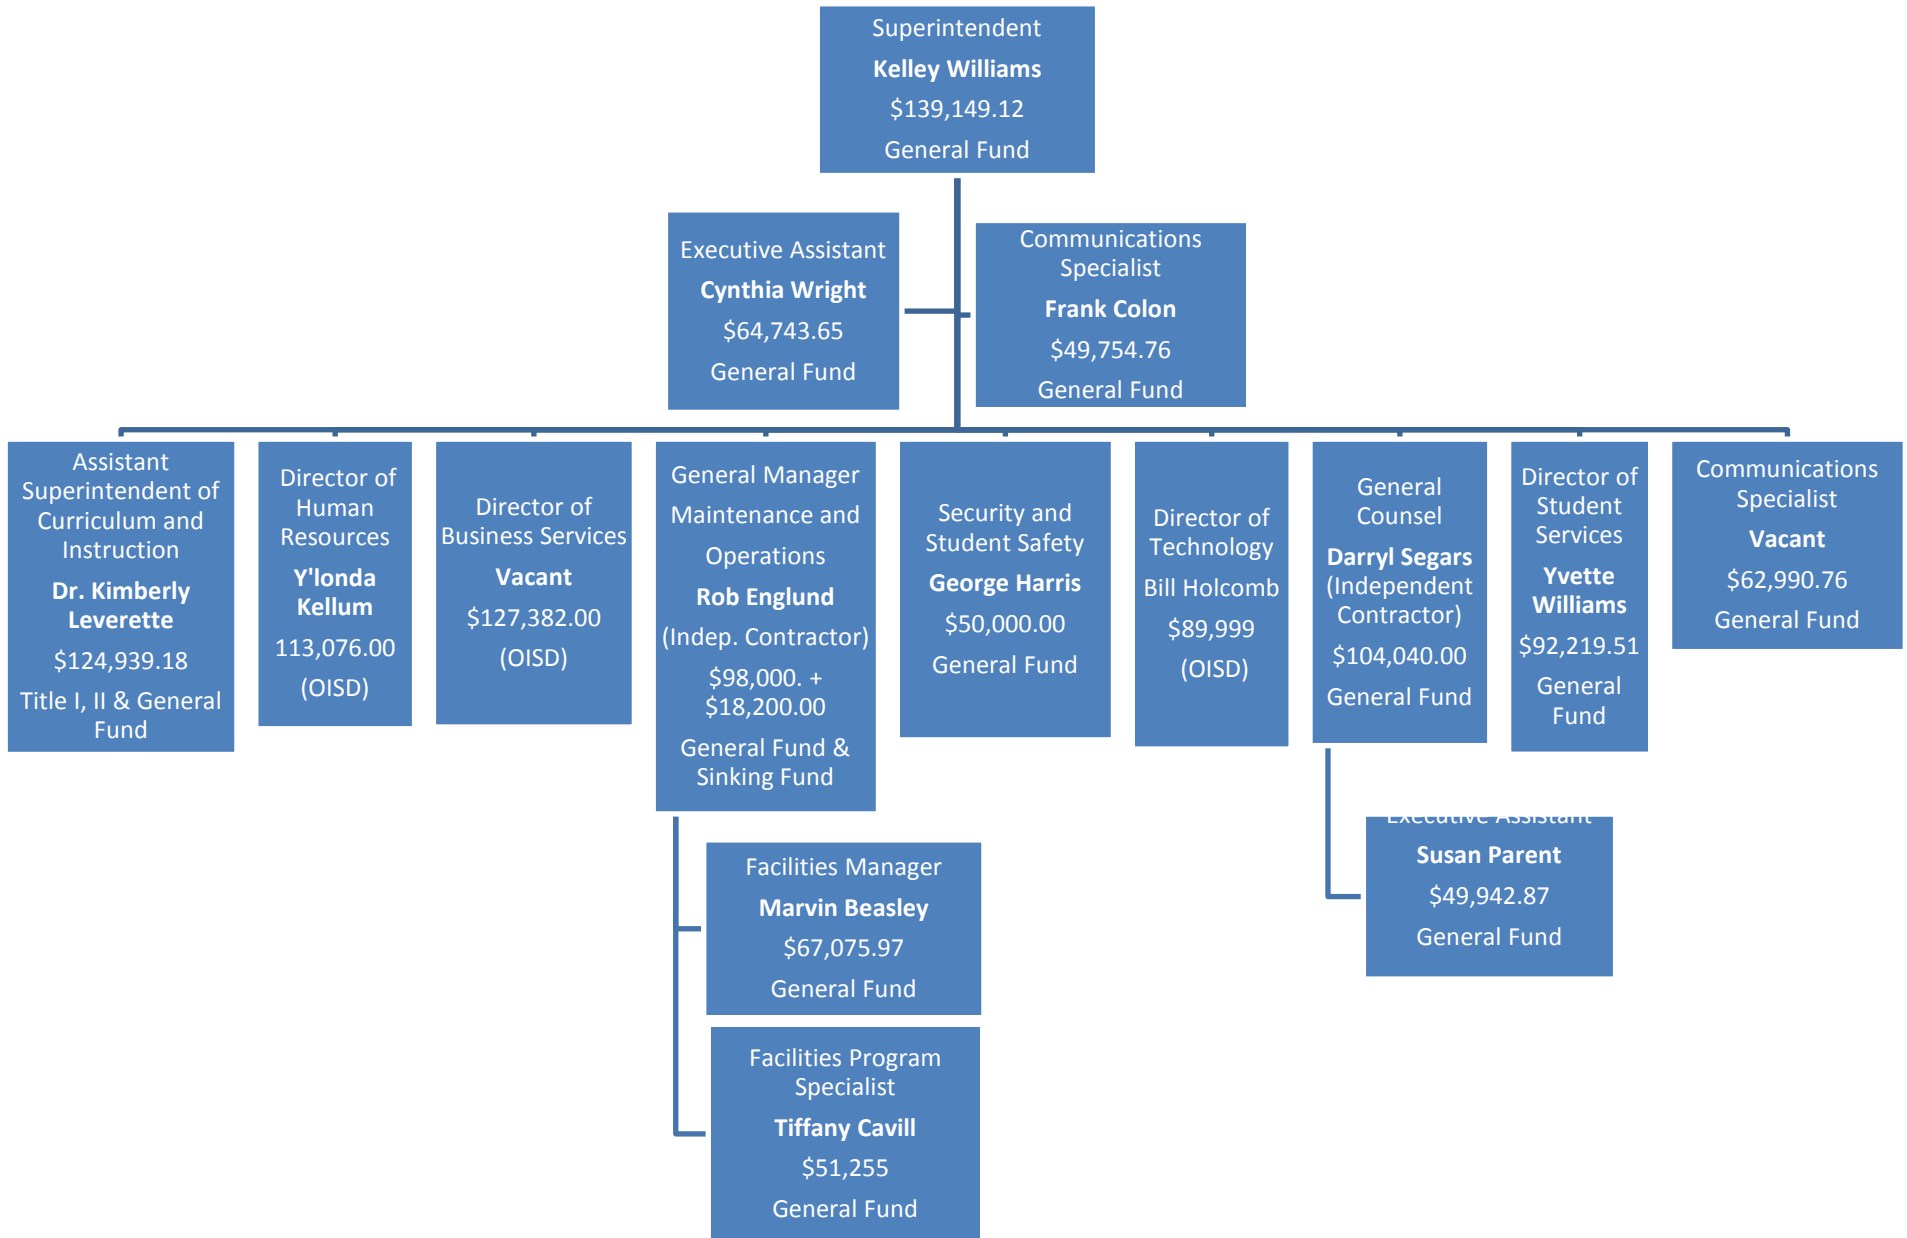 Superintendent
Kelley Williams
$139,149.12
General Fund
Executive Assistant
Cynthia Wright
$64,743.65
General Fund
Communications
Specialist
Frank Colon
$49,754.76
General Fund
Assistant
Superintendent of
Curriculum and
Instruction
Dr. Kimberly
Leverette
$124,939.18
Title I, II & General
Fund
Director of
Human
Resources
Y'londa
Kellum
113,076.00
(OISD)
Director of
Business Services
Vacant
$127,382.00
(OISD)
General Manager
Maintenance and
Operations
Rob Englund
(Indep. Contractor)
$98,000. +
$18,200.00
General Fund &
Sinking Fund
Security and
Student Safety
George Harris
$50,000.00
General Fund
Director of
Technology
Bill Holcomb
$89,999
(OISD)
General
Counsel
Darryl Segars
(Independent
Contractor)
$104,040.00
General Fund
Director of
Student
Services
Yvette
Williams
$92,219.51
General
Fund
Communications
Specialist
Vacant
$62,990.76
General Fund
Facilities Manager
Marvin Beasley
$67,075.97
General Fund
Facilities Program
Specialist
Tiffany Cavill
$51,255
General Fund
Executive Assistant
Susan Parent
$49,942.87
General Fund